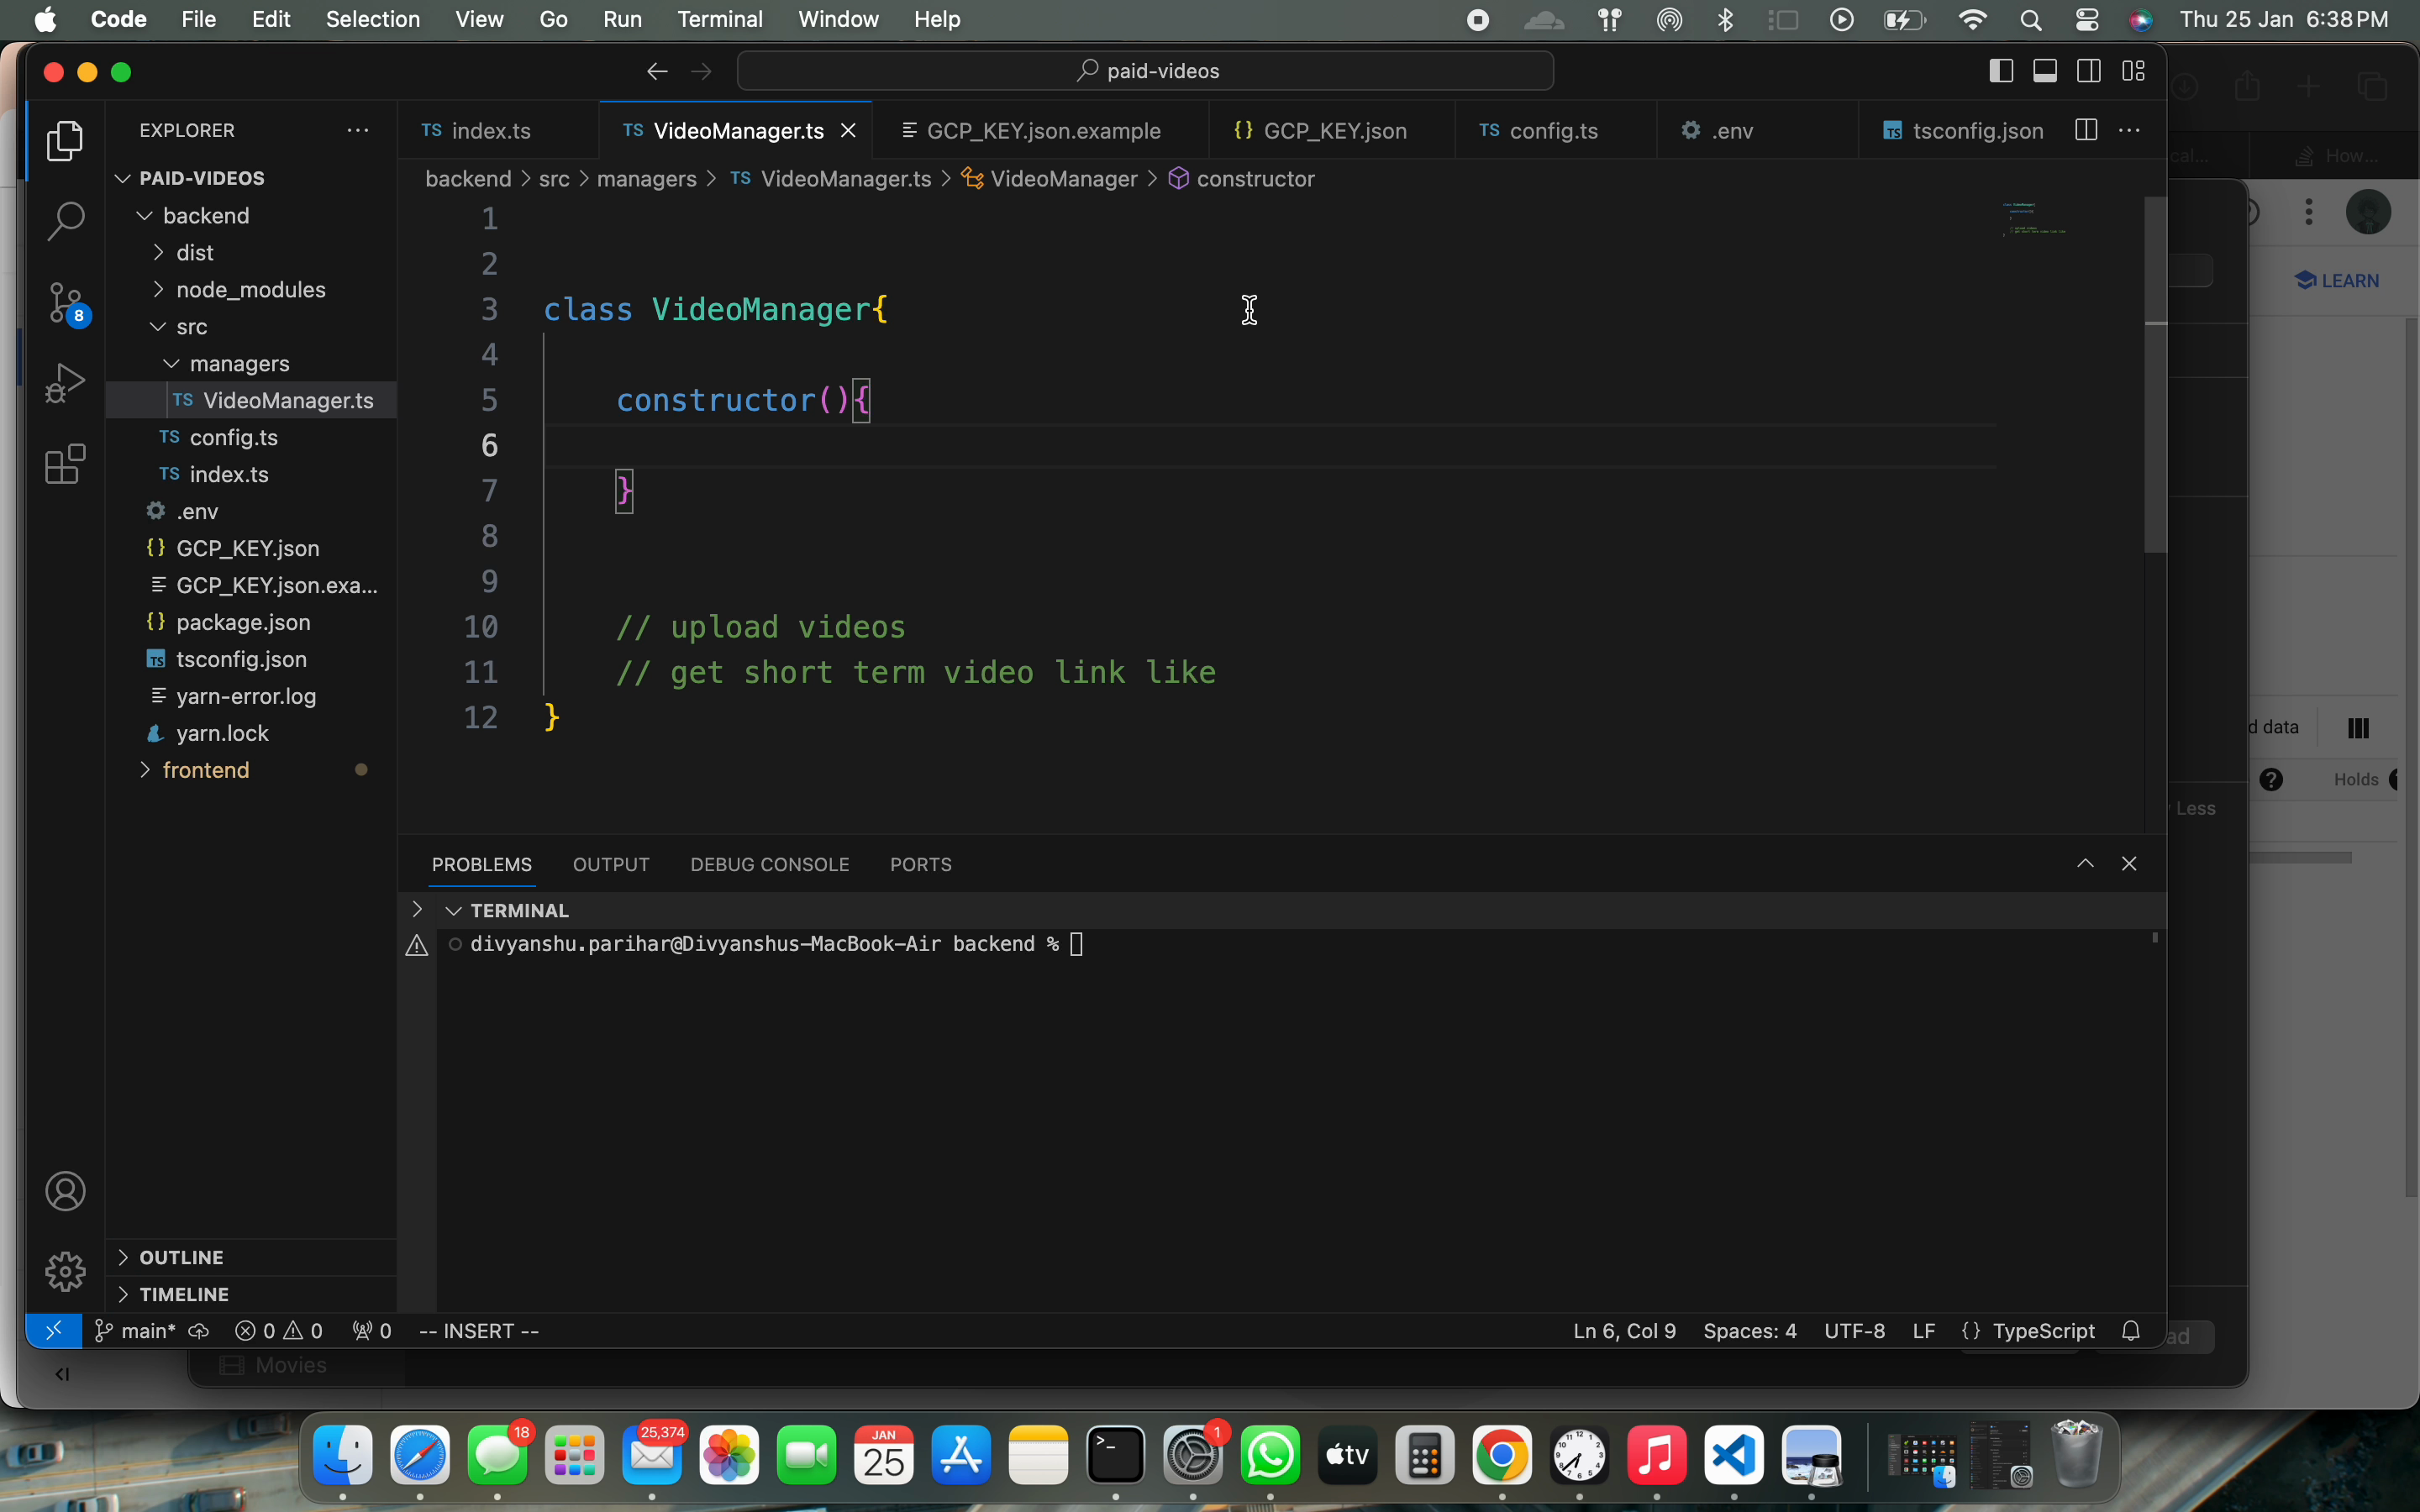 Code File Edit Selection View Go Run Terminal Window Help Thu 25 Jan 6:38 PM
paid-videos
EXPLORER
TS index.ts TS VideoManager.ts GCP_KEY.json.example {} GCP_KEY.json TS config.ts .env TS tsconfig.json
cal... How...
backend > src > managers > TS VideoManager.ts > VideoManager > constructor
PAID-VIDEOS
backend
dist
node_modules
src
managers
TS VideoManager.ts
TS config.ts
TS index.ts
.env
{} GCP_KEY.json
GCP_KEY.json.exa...
{} package.json
TS tsconfig.json
yarn-error.log
yarn.lock
frontend
8
1
2
3 class VideoManager{
4
5 constructor(){
6
7 }
8
9
10 // upload videos
11 // get short term video link like
12 }
LEARN
d data
Holds
Less
PROBLEMS OUTPUT DEBUG CONSOLE PORTS
TERMINAL
divyanshu.parihar@Divyanshus-MacBook-Air backend %
OUTLINE
TIMELINE
main* 0 0 0 -- INSERT -- Ln 6, Col 9 Spaces: 4 UTF-8 LF {} TypeScript
ad
Movies
18 25,374 JAN 25 1 tv